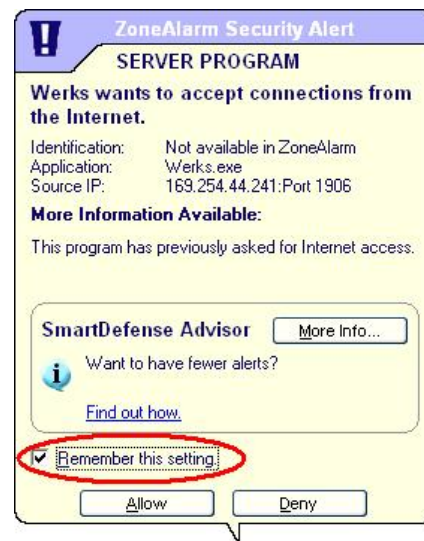 ZoneAlarm Security Alert
SERVER PROGRAM
Werks wants to accept connections from
the Internet.
Identification: Not available in ZoneAlarm
Application: Werks.exe
Source IP: 169.254.44.241:Port 1906
More Information Available:
This program has previously asked for Internet access.
SmartDefense Advisor More Info...
Want to have fewer alerts?
Find out how.
Remember this setting.
Allow Deny